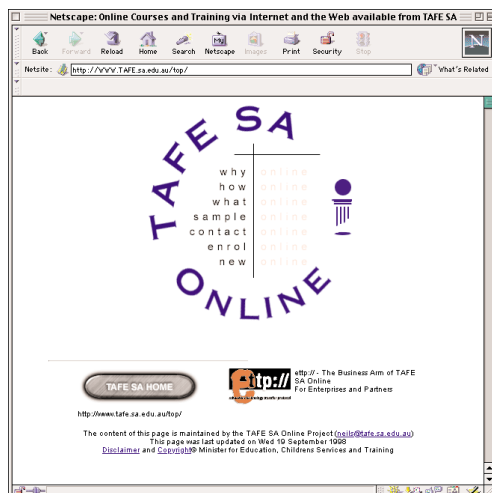 Netscape: Online Courses and Training via Internet and the Web available from TAFE SA
Back Forward Reload Home Search Netscape Images Print Security Stop
Netsite: http://WWW.TAFE.sa.edu.au/top/ What's Related
TAFE SA
why online
how online
what online
sample online
contact online
enrol online
new online
ONLINE
TAFE SA HOME
http://www.tafe.sa.edu.au/top/
ettp://
ettp:// - The Business Arm of TAFE
SA Online
For Enterprises and Partners
The content of this page is maintained by the TAFE SA Online Project (neils@tafe.sa.edu.au)
This page was last updated on Wed 19 September 1998
Disclaimer and Copyright© Minister for Education, Childrens Services and Training